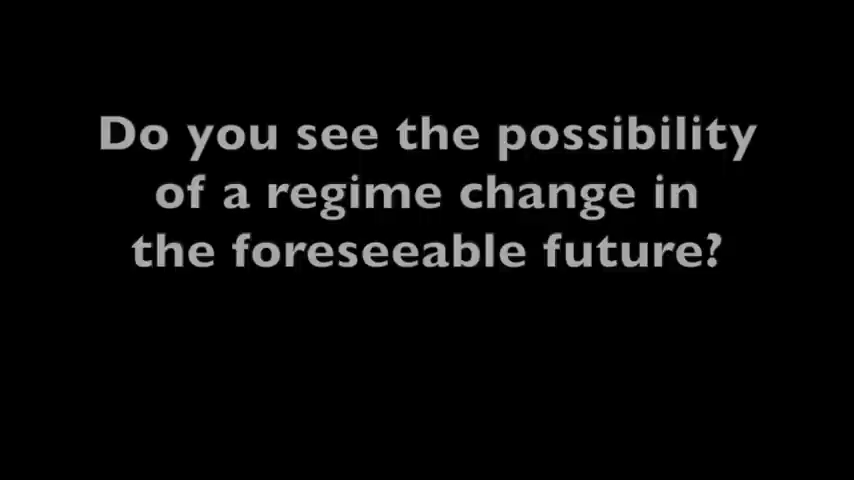 Do you see the possibility
of a regime change in
the foreseeable future?